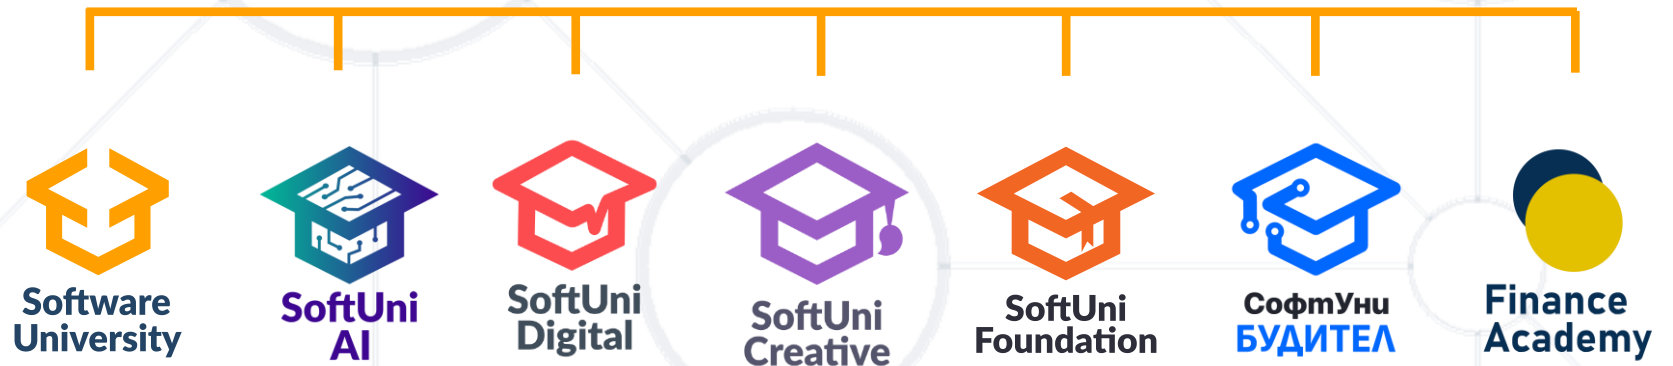 Software
University
SoftUni
AI
SoftUni
Digital
SoftUni
Creative
SoftUni
Foundation
СофтУни
БУДИТЕЛ
Finance
Academy